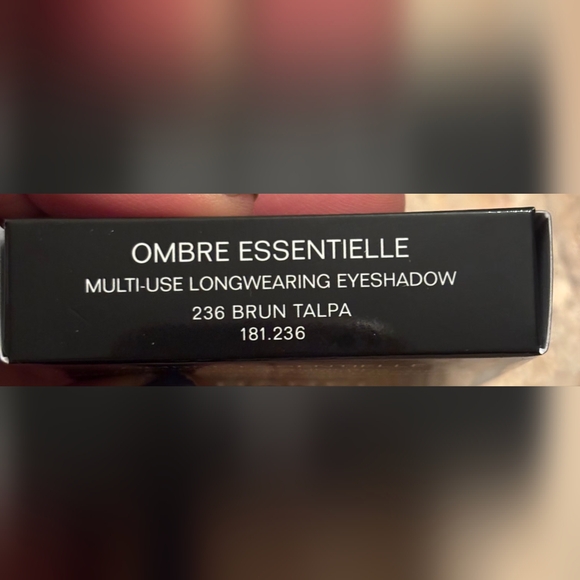 OMBRE ESSENTIELLE
MULTI-USE LONGWEARING EYESHADOW
236 BRUN TALPA
181.236